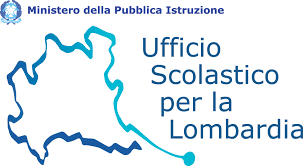 Ministero della Pubblica Istruzione
Ufficio
Scolastico
per la
Lombardia